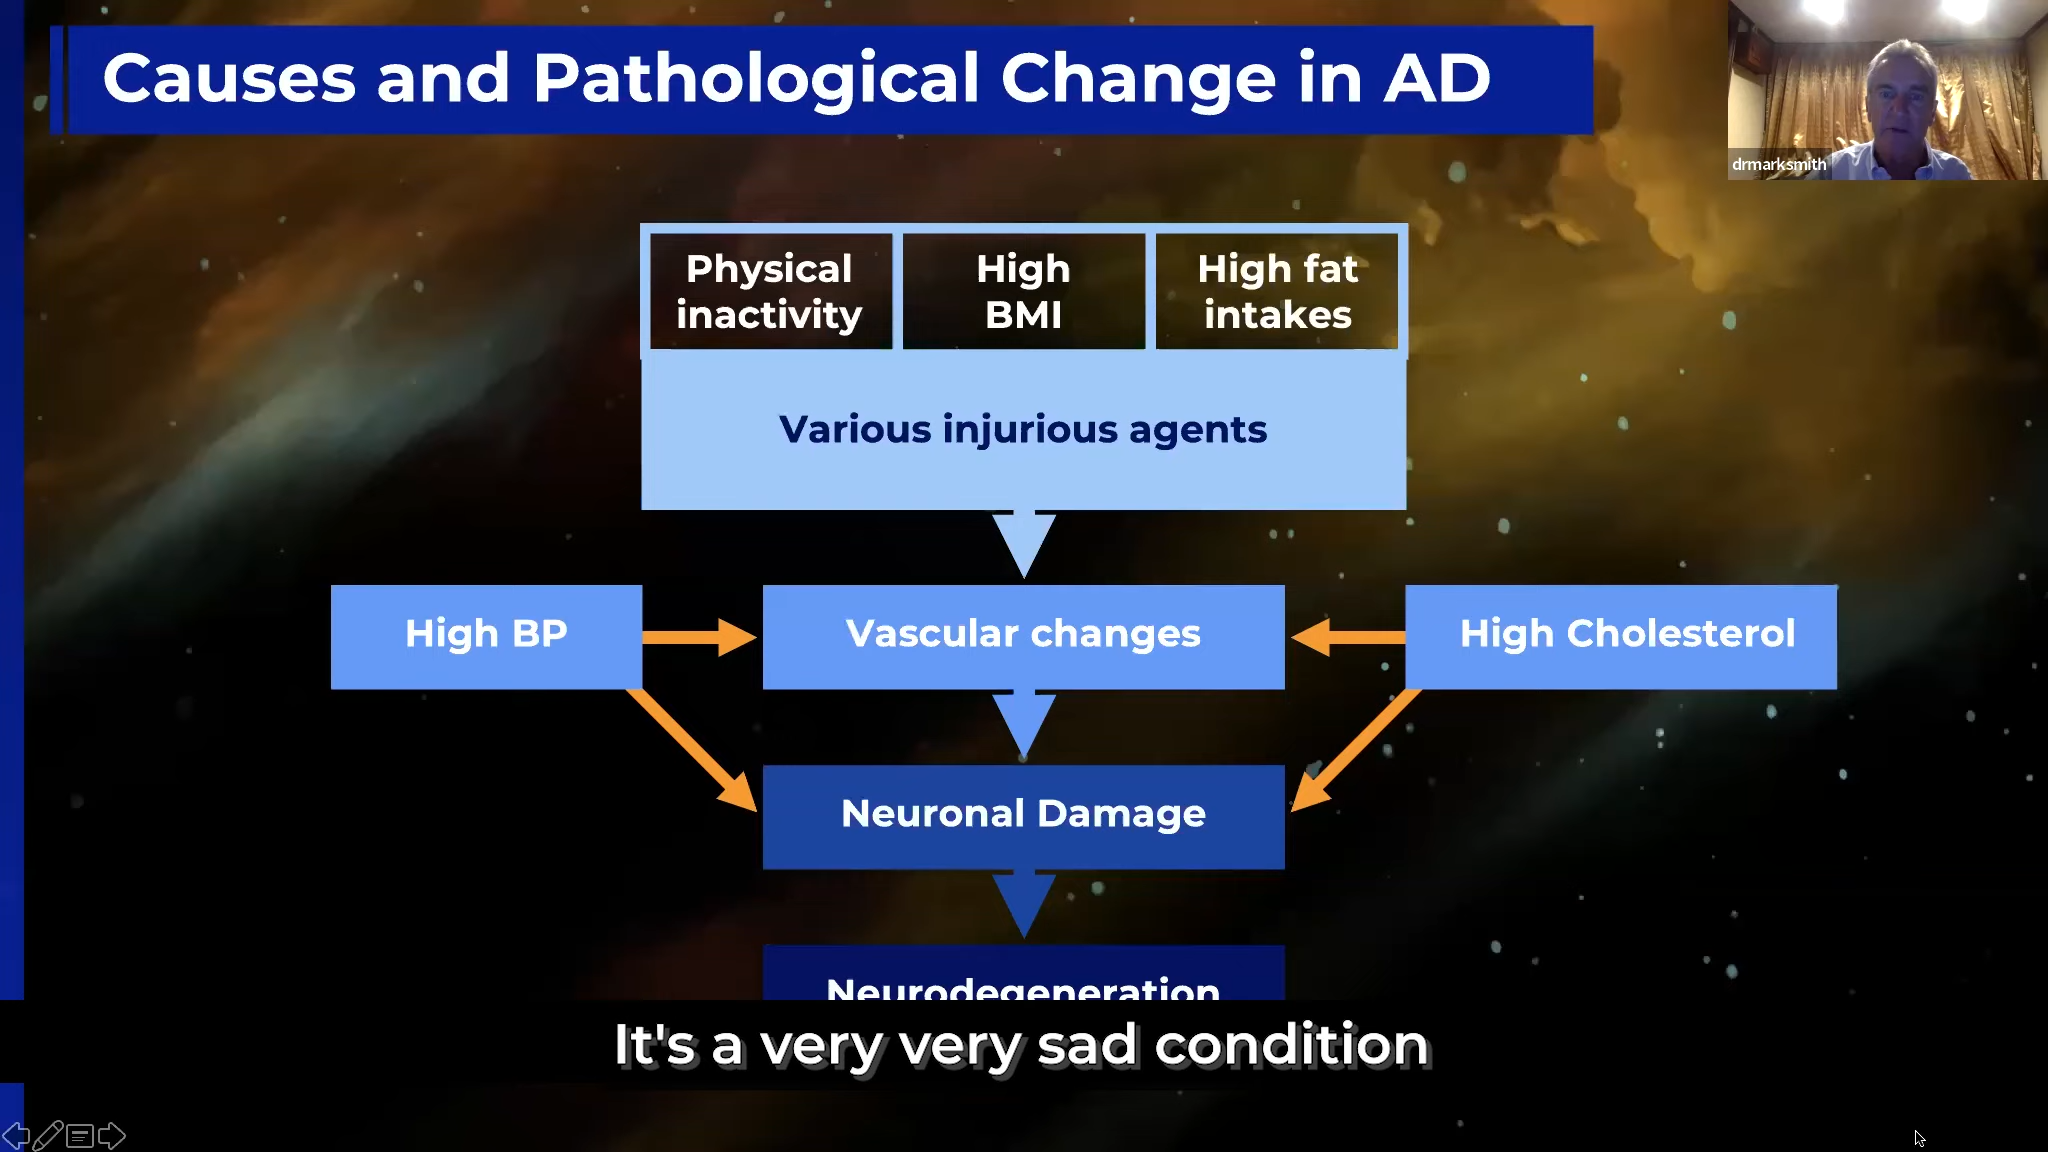 Causes and Pathological Change in AD
drmarksmith
Physical
inactivity
High
BMI
High fat
intakes
Various injurious agents
High BP
Vascular changes
High Cholesterol
Neuronal Damage
Neurodegeneration
It's a very very sad condition